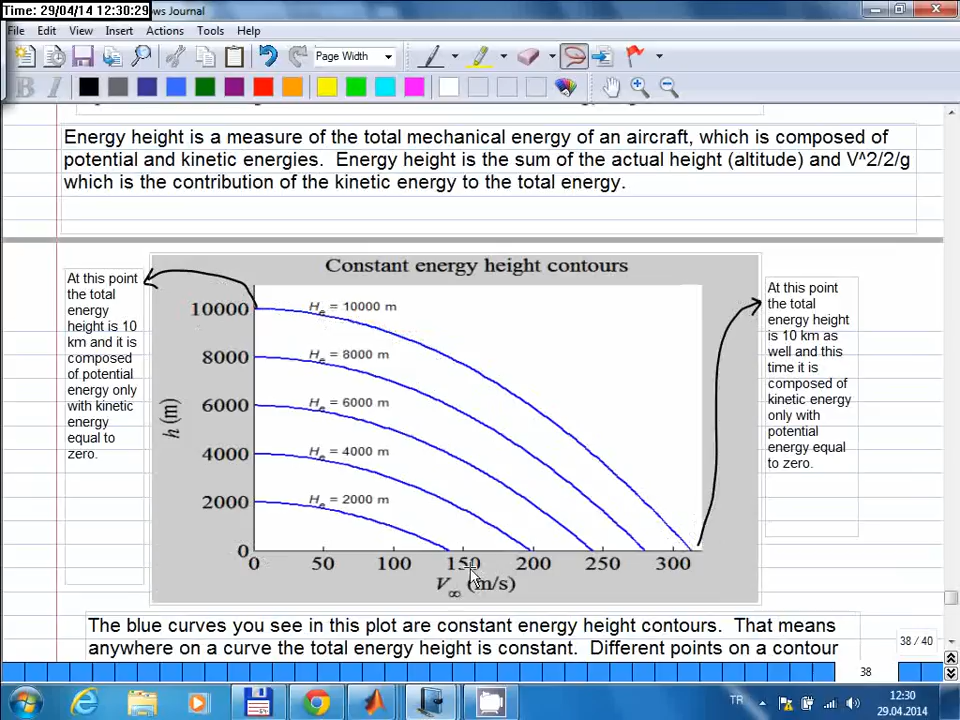 Time: 29/04/14 12:30:29
ws Journal
File Edit View Insert Actions Tools Help
Page Width
B I
Energy height is a measure of the total mechanical energy of an aircraft, which is composed of
potential and kinetic energies. Energy height is the sum of the actual height (altitude) and V^2/2/g
which is the contribution of the kinetic energy to the total energy.
At this point
the total
energy
height is 10
km and it is
composed
of potential
energy only
with kinetic
energy
equal to
zero.
Constant energy height contours
10000
8000
6000
4000
2000
0
h (m)
He = 10000 m
He = 8000 m
He = 6000 m
He = 4000 m
He = 2000 m
0 50 100 150 200 250 300
V∞ (m/s)
At this point
the total
energy height
is 10 km as
well and this
time it is
composed of
kinetic energy
only with
potential
energy equal
to zero.
The blue curves you see in this plot are constant energy height contours. That means
anywhere on a curve the total energy height is constant. Different points on a contour
38 / 40
38
TR
12:30
29.04.2014